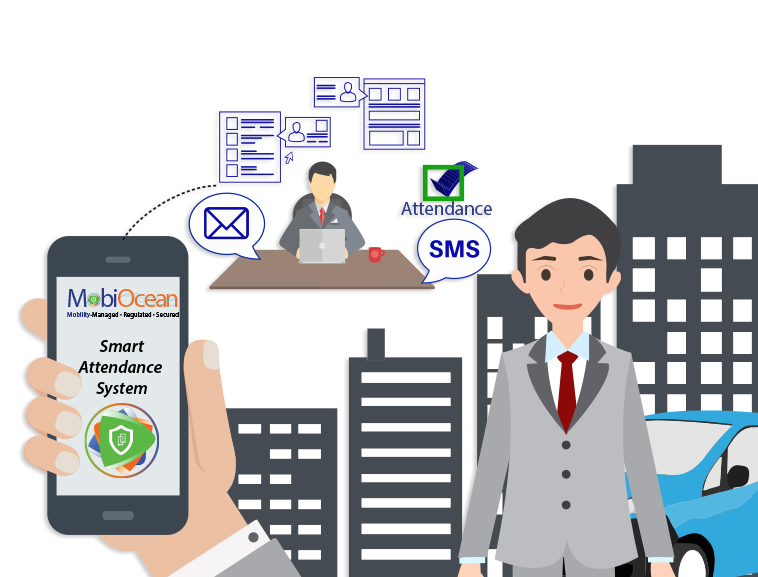 Attendance
SMS
MobiOcean
Mobility-Managed • Regulated • Secured
Smart
Attendance
System